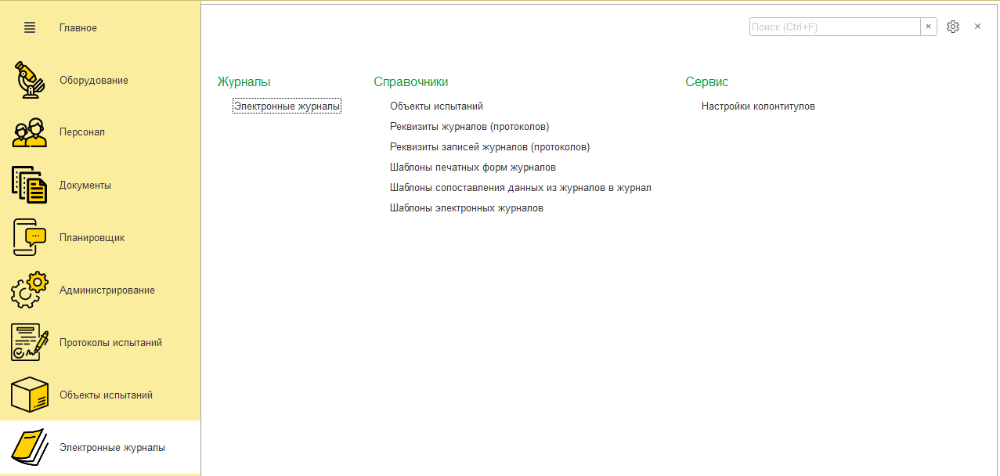 Главное
Оборудование
Персонал
Документы
Планировщик
Администрирование
Протоколы испытаний
Объекты испытаний
Электронные журналы
Поиск (Ctrl+F)
Журналы
Электронные журналы
Справочники
Объекты испытаний
Реквизиты журналов (протоколов)
Реквизиты записей журналов (протоколов)
Шаблоны печатных форм журналов
Шаблоны сопоставления данных из журналов в журнал
Шаблоны электронных журналов
Сервис
Настройки колонтитулов